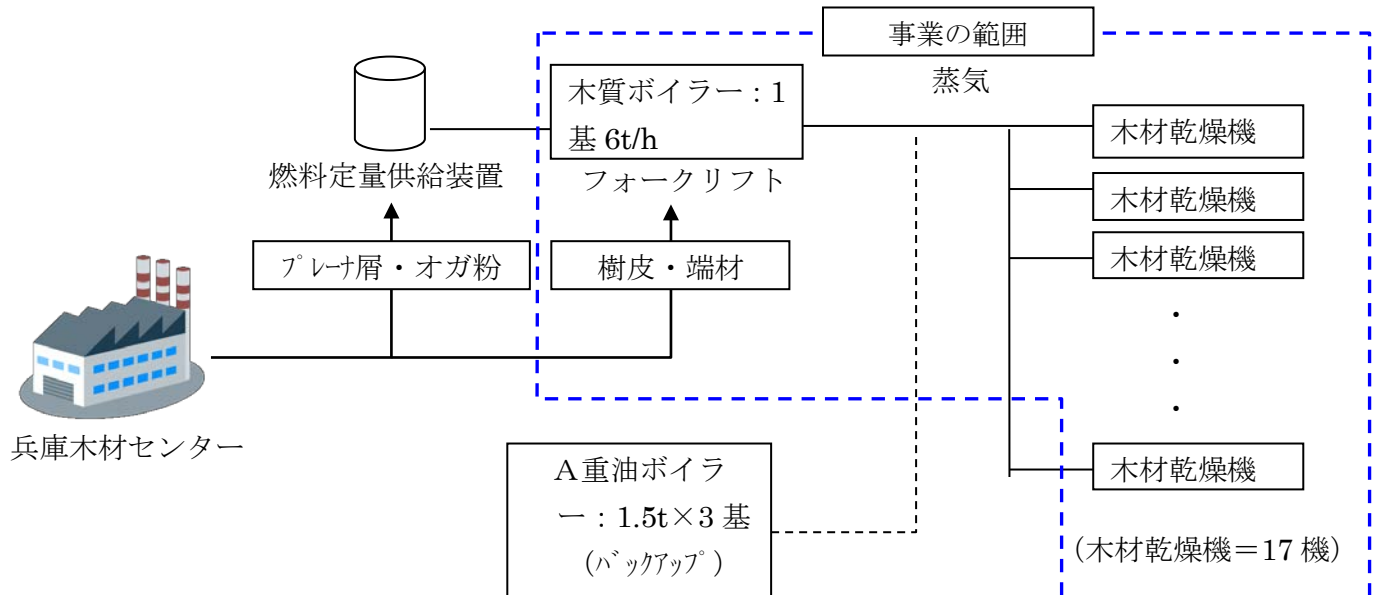 事業の範囲
蒸気
木質ボイラー：1
基 6t/h
木材乾燥機
燃料定量供給装置
フォークリフト
木材乾燥機
ﾌﾟﾚｰﾅ屑・オガ粉
樹皮・端材
木材乾燥機
・
・
・
兵庫木材センター
A重油ボイラ
ー：1.5t×3 基
（ﾊﾞｯｸｱｯﾌﾟ）
木材乾燥機
（木材乾燥機＝17 機）